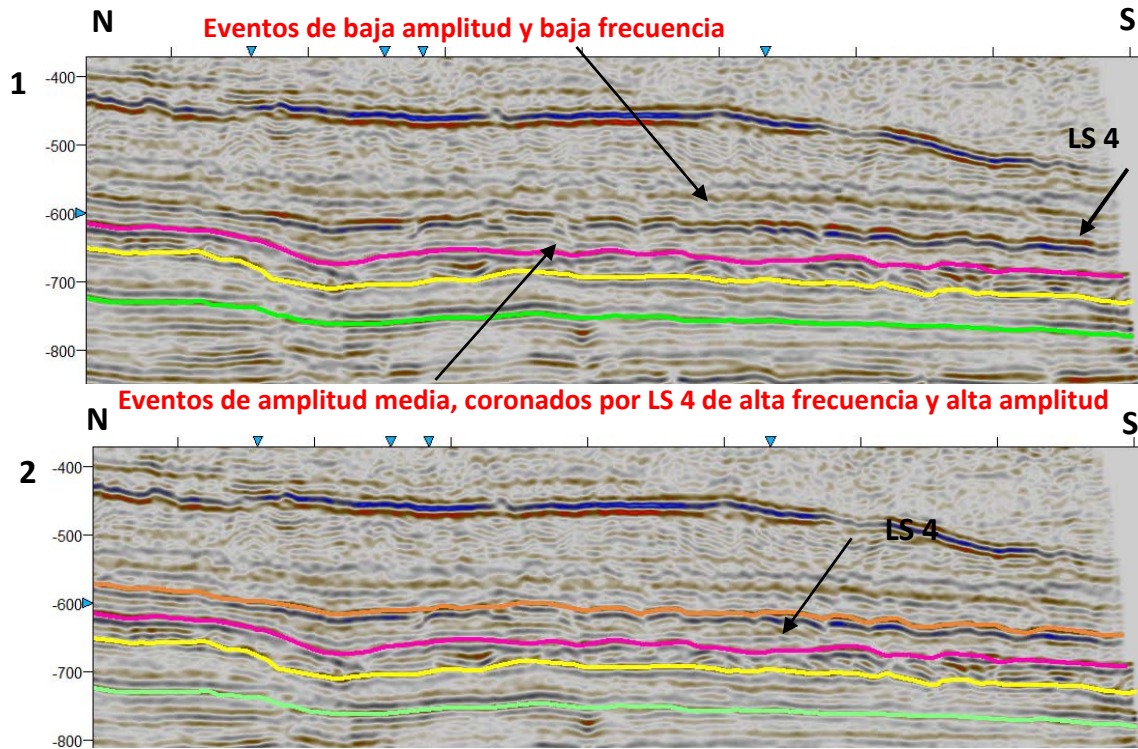 N
S
Eventos de baja amplitud y baja frecuencia
1
-400
-500
LS 4
-600
-700
-800
Eventos de amplitud media, coronados por LS 4 de alta frecuencia y alta amplitud
N
S
2
-400
-500
LS 4
-600
-700
-800